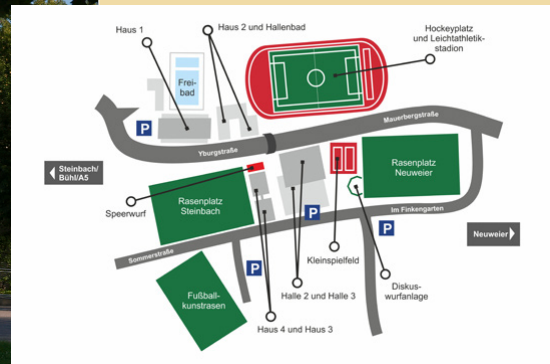 Haus 1
Haus 2 und Hallenbad
Hockeyplatz
und Leichtathletik-
stadion
Frei-
bad
P
Mauerbergstraße
Yburgstraße
Steinbach/
Bühl/A5
Rasenplatz
Neuweier
Speerwurf
Rasenplatz
Steinbach
P
Im Finkengarten
P
Neuweier
Sommerstraße
Kleinspielfeld
P
Diskus-
wurfanlage
Halle 2 und Halle 3
Fußball-
kunstrasen
Haus 4 und Haus 3